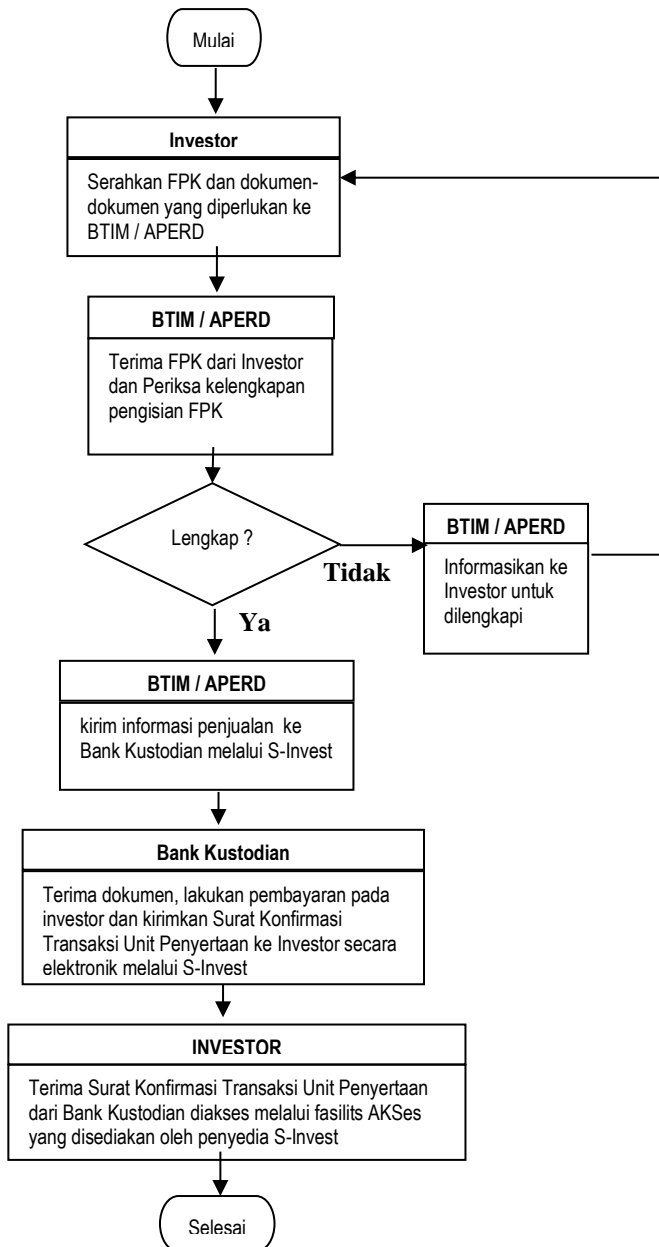 Mulai
Investor
Serahkan FPK dan dokumen-
dokumen yang diperlukan ke
BTIM / APERD
BTIM / APERD
Terima FPK dari Investor
dan Periksa kelengkapan
pengisian FPK
Lengkap ?
Tidak
BTIM / APERD
Informasikan ke
Investor untuk
dilengkapi
Ya
BTIM / APERD
kirim informasi penjualan ke
Bank Kustodian melalui S-Invest
Bank Kustodian
Terima dokumen, lakukan pembayaran pada
investor dan kirimkan Surat Konfirmasi
Transaksi Unit Penyertaan ke Investor secara
elektronik melalui S-Invest
INVESTOR
Terima Surat Konfirmasi Transaksi Unit Penyertaan
dari Bank Kustodian diakses melalui fasilits AKSes
yang disediakan oleh penyedia S-Invest
Selesai